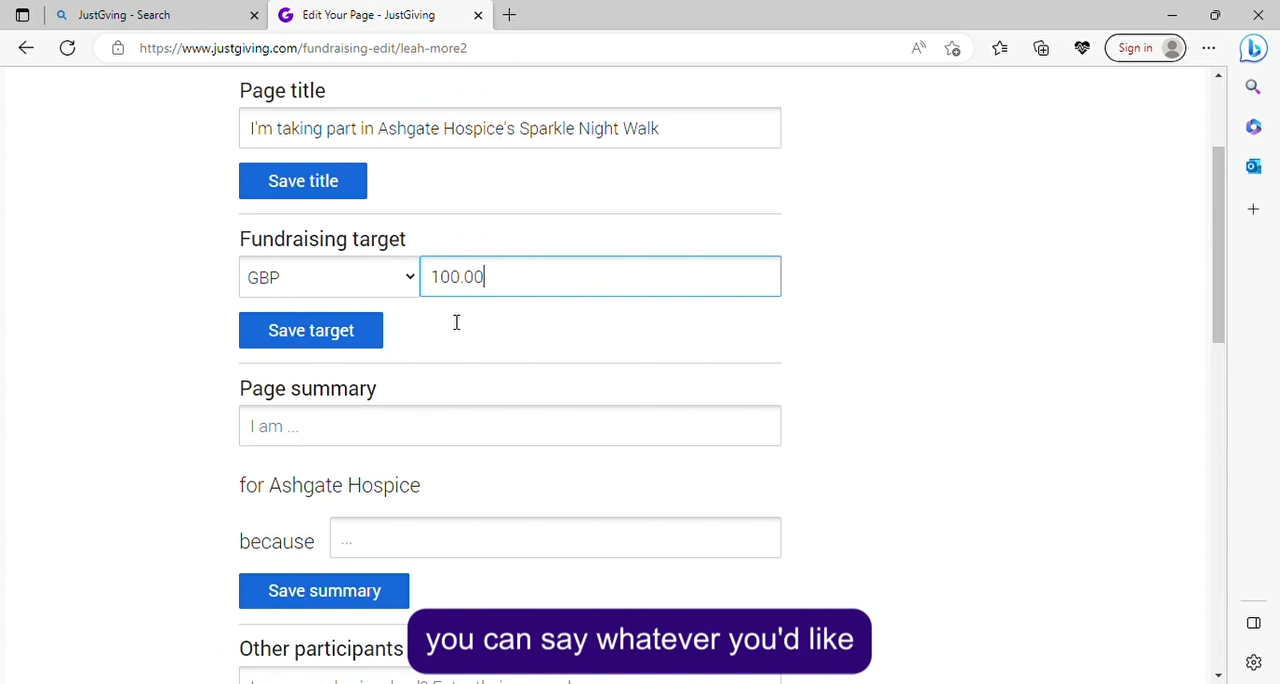 JustGving - Search
Edit Your Page - JustGiving
https://www.justgiving.com/fundraising-edit/leah-more2
Sign in
Page title
I'm taking part in Ashgate Hospice's Sparkle Night Walk
Save title
Fundraising target
GBP
100.00
Save target
Page summary
I am ...
for Ashgate Hospice
because
...
Save summary
Other participants
you can say whatever you'd like